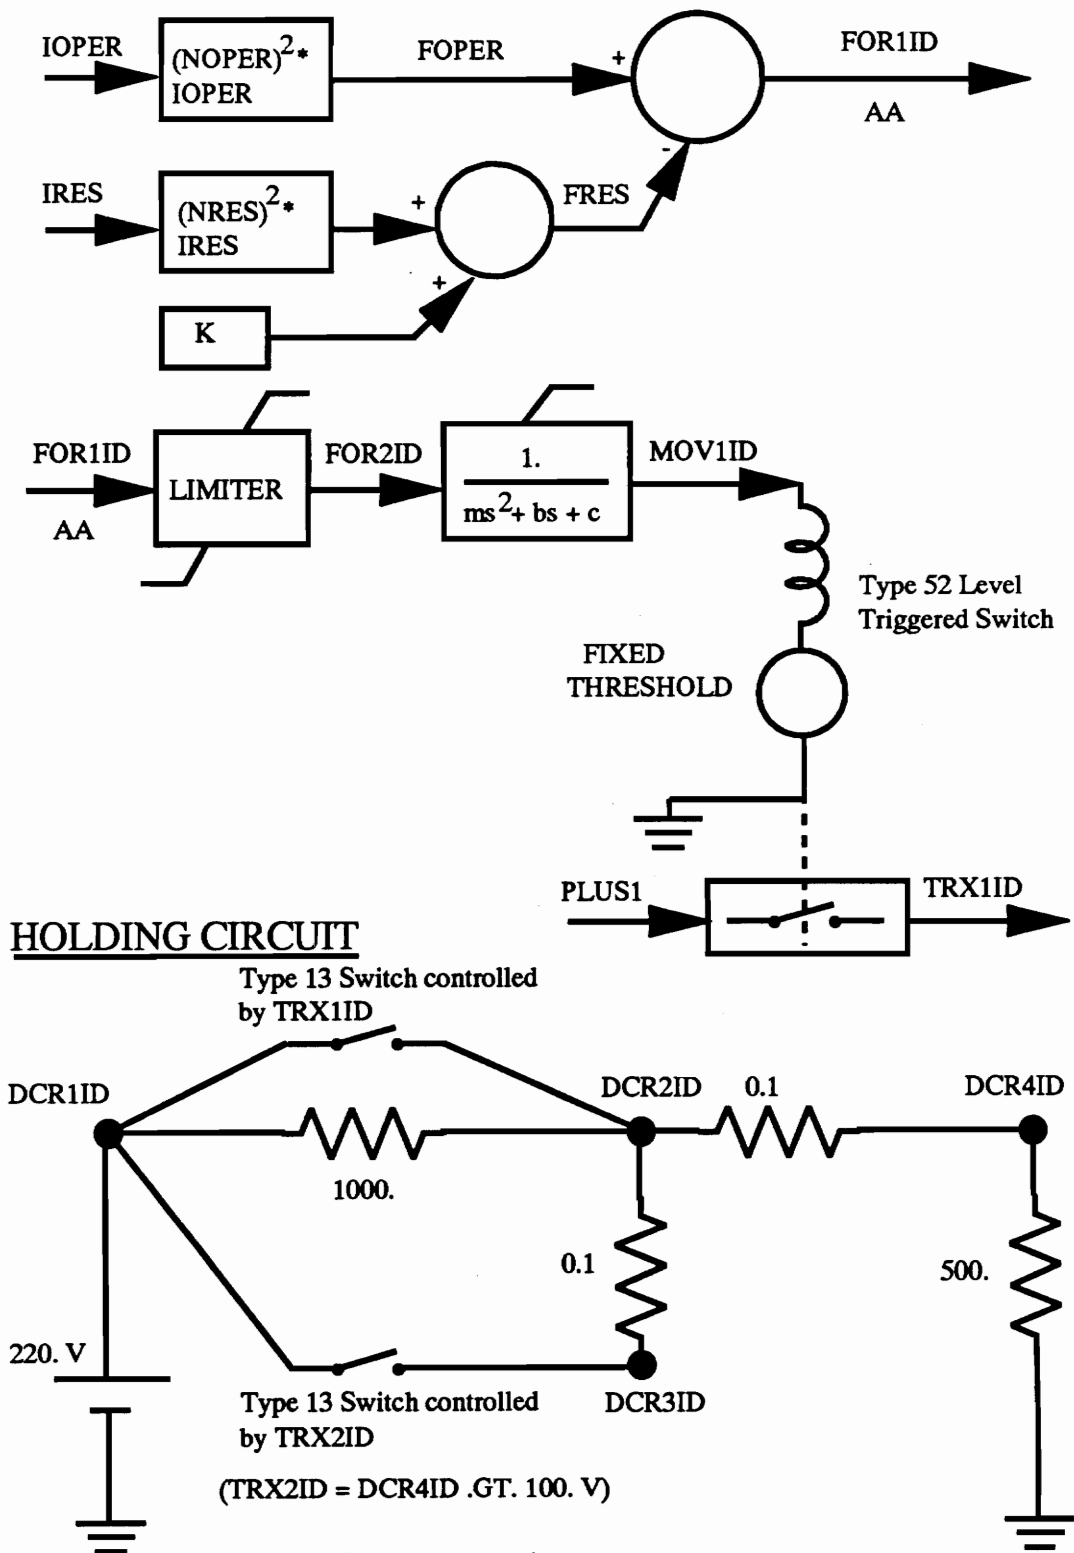 IOPER
(NOPER)²*
IOPER
FOPER
+
FOR1ID
AA
-
IRES
(NRES)²*
IRES
+
FRES
+
K
FOR1ID
AA
LIMITER
FOR2ID
1.
ms²+ bs + c
MOV1ID
Type 52 Level
Triggered Switch
FIXED
THRESHOLD
PLUS1
TRX1ID
HOLDING CIRCUIT
Type 13 Switch controlled
by TRX1ID
DCR1ID
DCR2ID
0.1
DCR4ID
1000.
0.1
500.
220. V
DCR3ID
Type 13 Switch controlled
by TRX2ID
(TRX2ID = DCR4ID .GT. 100. V)